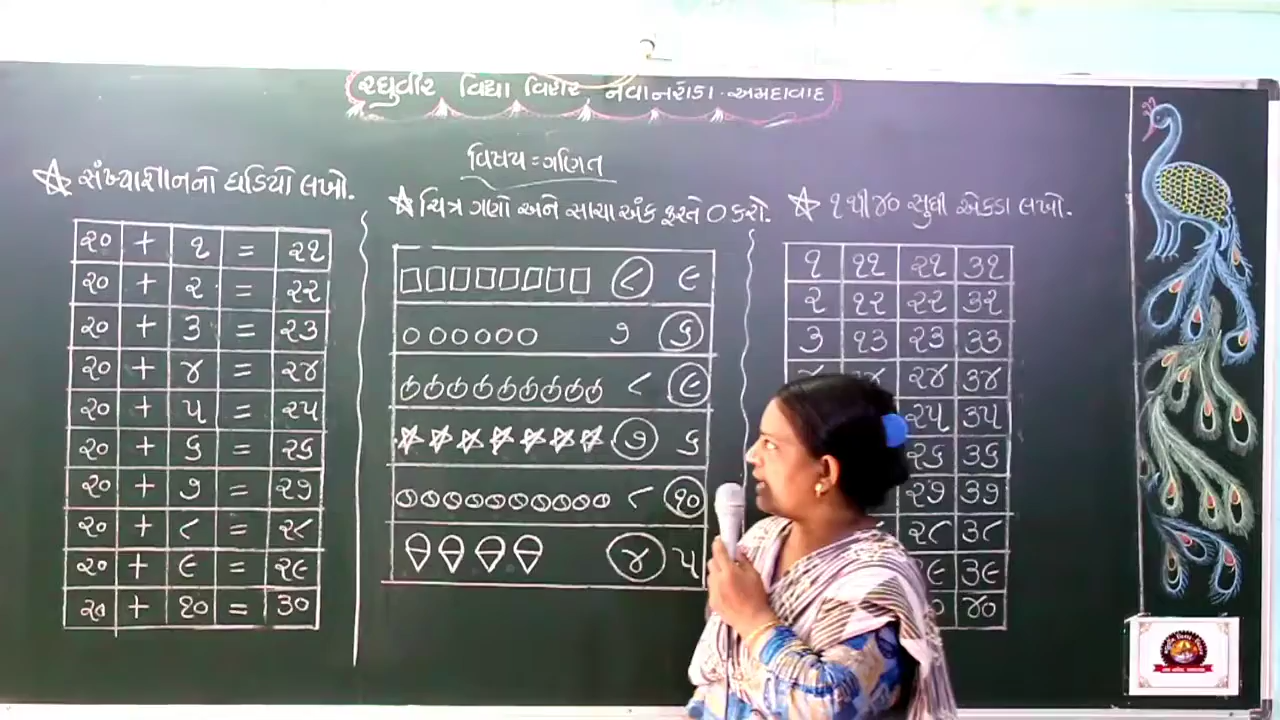 રઘુવીર વિદ્યા વિહાર નવાનરોડા. અમદાવાદ
વિષય = ગણિત
સંખ્યાજ્ઞાનનો ઘડિયો લખો.
૨૦ + ૧ = ૨૧
૨૦ + ૨ = ૨૨
૨૦ + ૩ = ૨૩
૨૦ + ૪ = ૨૪
૨૦ + ૫ = ૨૫
૨૦ + ૬ = ૨૬
૨૦ + ૭ = ૨૭
૨૦ + ૮ = ૨૮
૨૦ + ૯ = ૨૯
૨૦ + ૧૦ = ૩૦
ચિત્ર ગણો અને સાચા અંક ફરતે ૦ કરો.
૮ ૯
૭ ૬
૮ ૯
૭ ૬
૮ ૧૦
૪ ૫
૧ થી ૪૦ સુધી એકડા લખો.
૧ ૧૧ ૨૧ ૩૧
૨ ૧૨ ૨૨ ૩૨
૩ ૧૩ ૨૩ ૩૩
૨૪ ૩૪
૨૫ ૩૫
૨૬ ૩૬
૨૭ ૩૭
૨૮ ૩૮
૩૯
૪૦